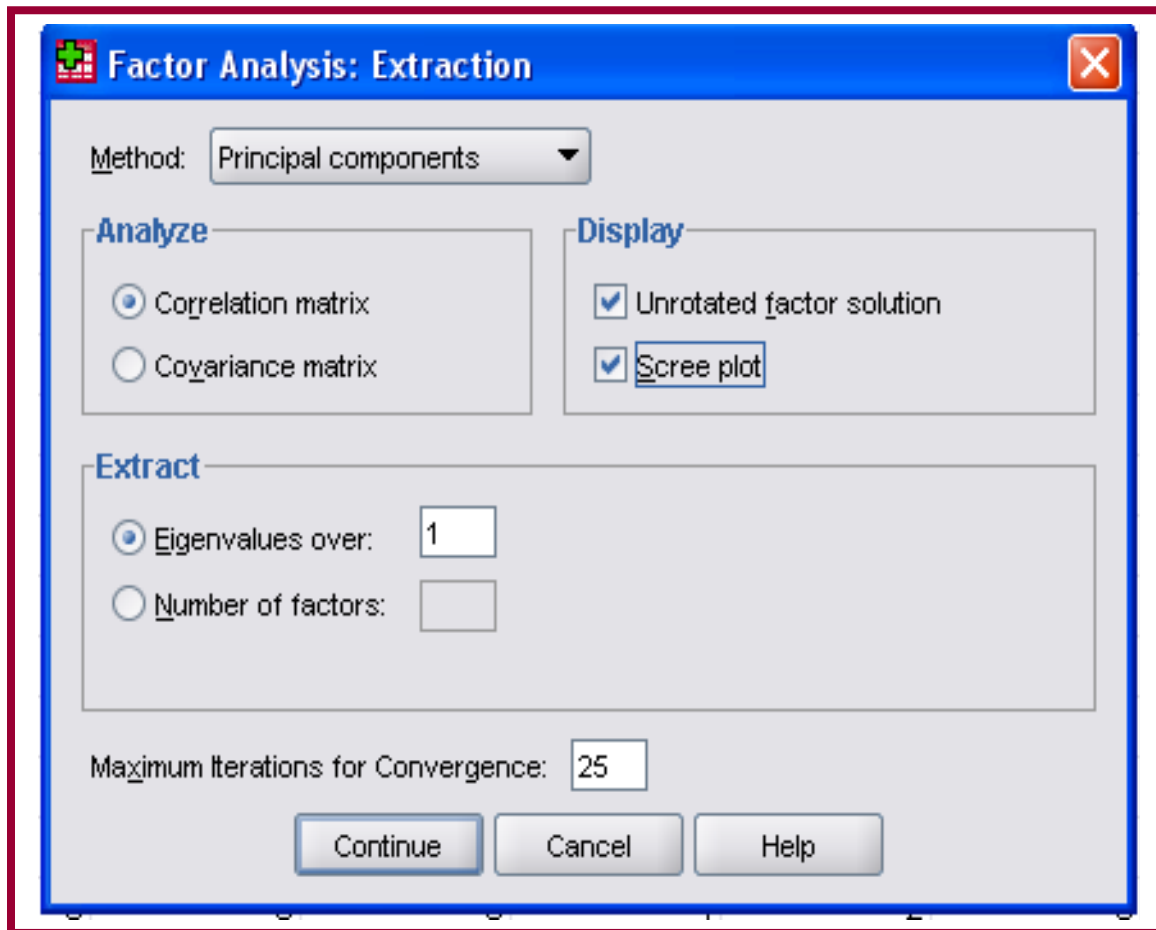 Factor Analysis: Extraction
Method: Principal components
Analyze
Correlation matrix
Covariance matrix
Display
Unrotated factor solution
Scree plot
Extract
Eigenvalues over: 1
Number of factors:
Maximum Iterations for Convergence: 25
Continue Cancel Help